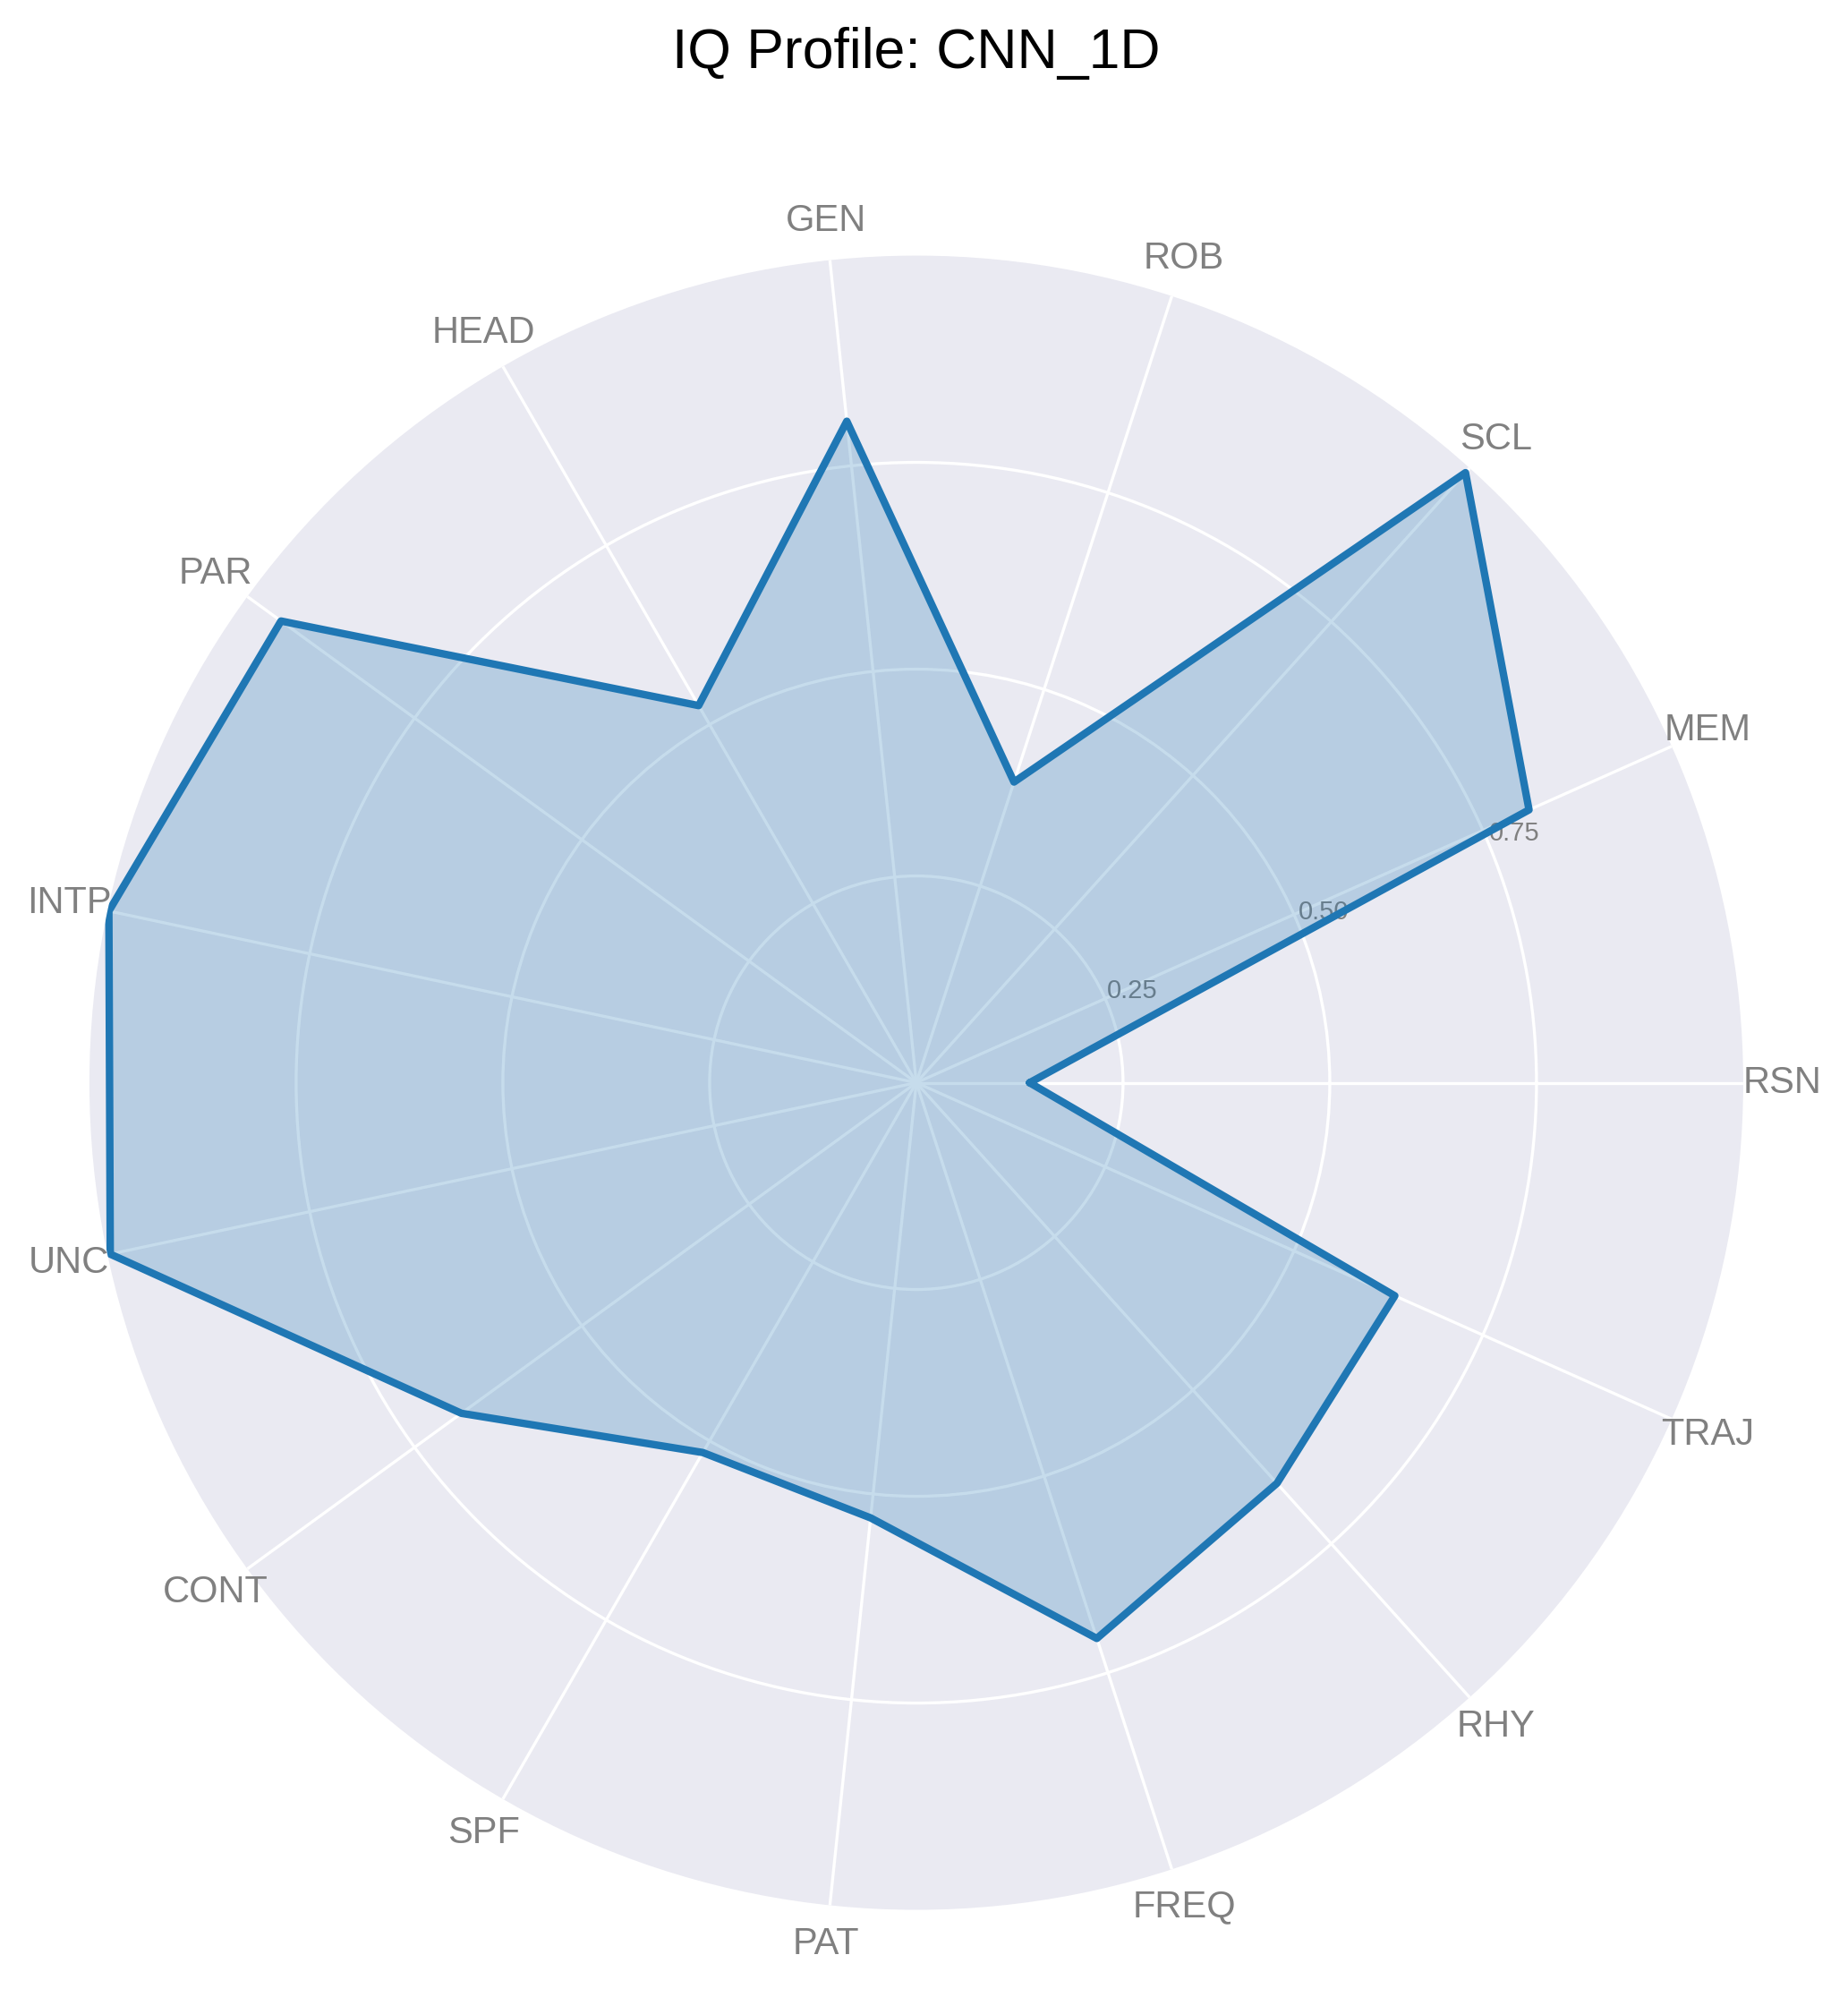 IQ Profile: CNN_1D
GEN
ROB
HEAD
SCL
PAR
MEM
0.75
INTP
0.50
0.25
RSN
UNC
TRAJ
CONT
RHY
SPF
FREQ
PAT